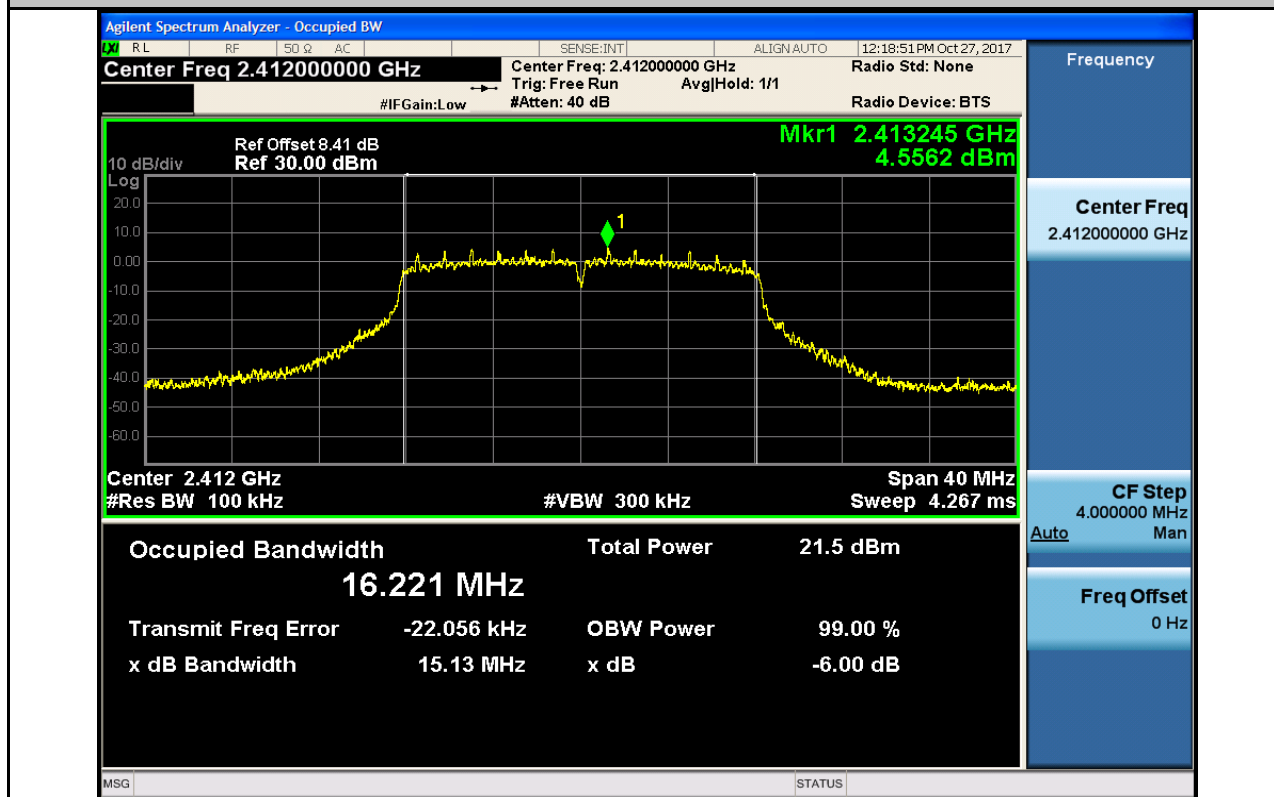 Agilent Spectrum Analyzer - Occupied BW
LXI RL RF 50 Ω AC SENSE:INT ALIGNAUTO 12:18:51 PM Oct 27, 2017
Center Freq 2.412000000 GHz
Center Freq: 2.412000000 GHz
Radio Std: None
Trig: Free Run Avg|Hold: 1/1
#IFGain:Low
#Atten: 40 dB
Radio Device: BTS
Frequency
Mkr1 2.413245 GHz
4.5562 dBm
Ref Offset 8.41 dB
10 dB/div Ref 30.00 dBm
Log
20.0
10.0
0.00
-10.0
-20.0
-30.0
-40.0
-50.0
-60.0
1
Center 2.412 GHz
Span 40 MHz
#Res BW 100 kHz
#VBW 300 kHz
Sweep 4.267 ms
Center Freq
2.412000000 GHz
CF Step
4.000000 MHz
Auto Man
Freq Offset
0 Hz
Occupied Bandwidth
16.221 MHz
Total Power 21.5 dBm
Transmit Freq Error -22.056 kHz
OBW Power 99.00 %
x dB Bandwidth 15.13 MHz
x dB -6.00 dB
MSG
STATUS